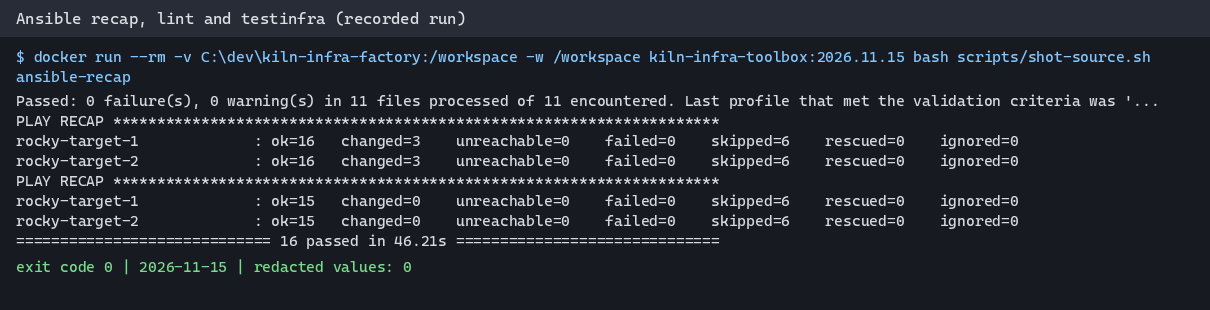 Ansible recap, lint and testinfra (recorded run)
$ docker run --rm -v C:\dev\kiln-infra-factory:/workspace -w /workspace kiln-infra-toolbox:2026.11.15 bash scripts/shot-source.sh
ansible-recap
Passed: 0 failure(s), 0 warning(s) in 11 files processed of 11 encountered. Last profile that met the validation criteria was '...
PLAY RECAP *********************************************************************
rocky-target-1             : ok=16   changed=3    unreachable=0    failed=0    skipped=6    rescued=0    ignored=0
rocky-target-2             : ok=16   changed=3    unreachable=0    failed=0    skipped=6    rescued=0    ignored=0
PLAY RECAP *********************************************************************
rocky-target-1             : ok=15   changed=0    unreachable=0    failed=0    skipped=6    rescued=0    ignored=0
rocky-target-2             : ok=15   changed=0    unreachable=0    failed=0    skipped=6    rescued=0    ignored=0
============================= 16 passed in 46.21s ==============================
exit code 0 | 2026-11-15 | redacted values: 0